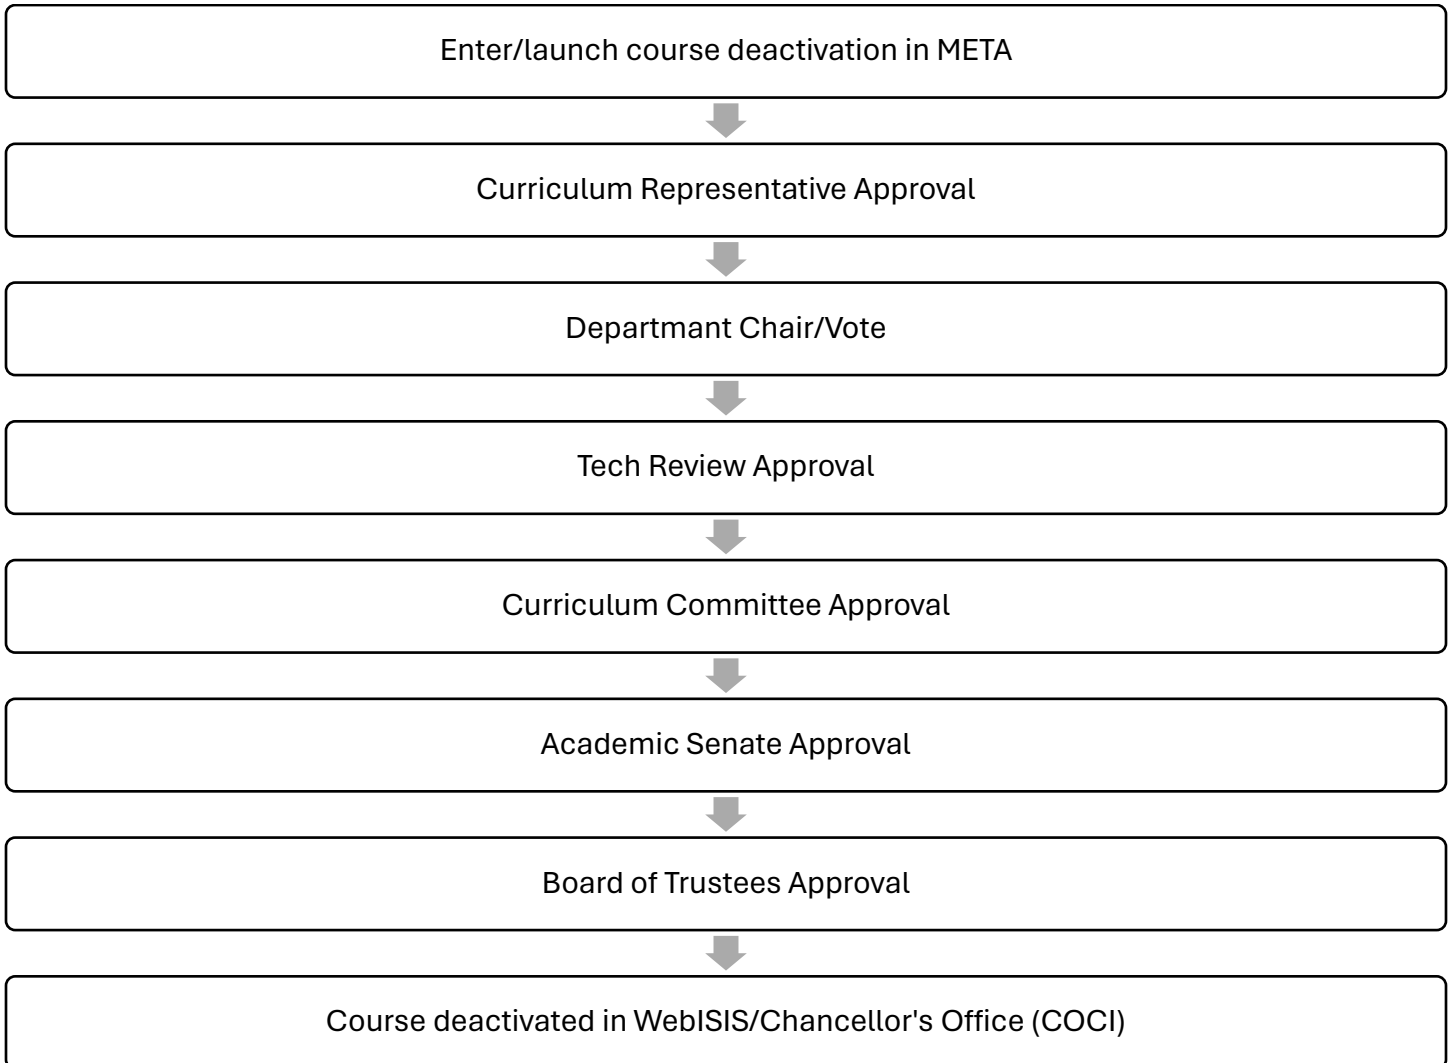 Enter/launch course deactivation in META
Curriculum Representative Approval
Departmant Chair/Vote
Tech Review Approval
Curriculum Committee Approval
Academic Senate Approval
Board of Trustees Approval
Course deactivated in WebISIS/Chancellor's Office (COCI)